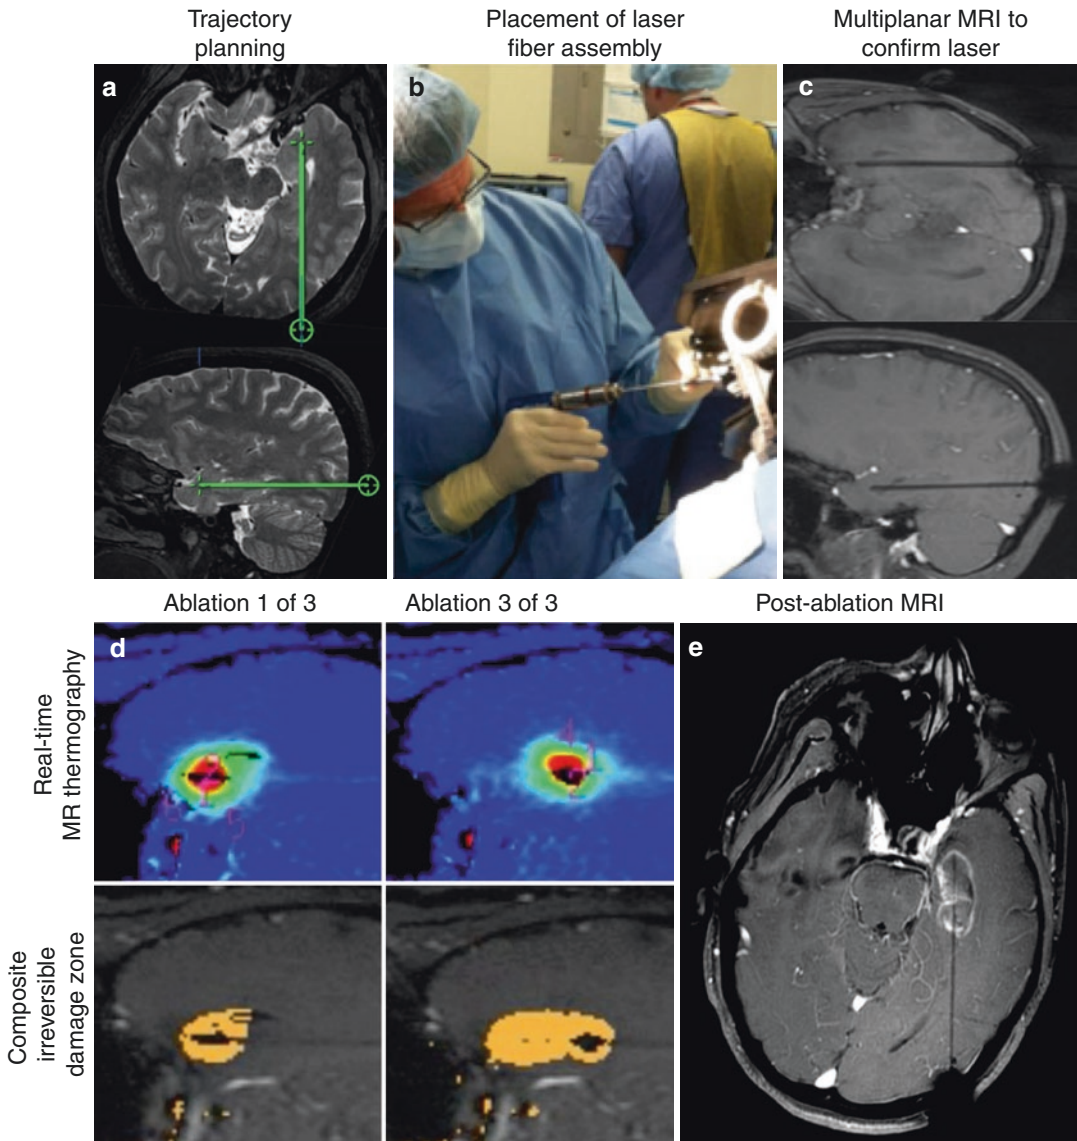 Trajectory
planning
Placement of laser
fiber assembly
Multiplanar MRI to
confirm laser
a
b
c
Ablation 1 of 3
Ablation 3 of 3
Post-ablation MRI
Real-time
MR thermography
d
e
Composite
irreversible
damage zone